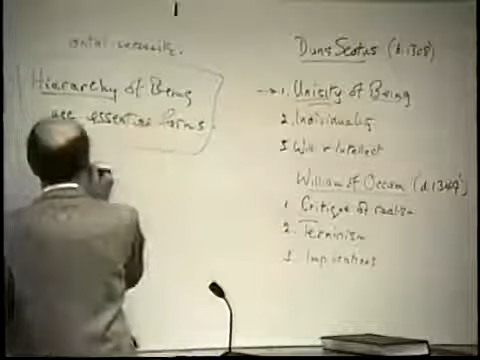 Hierarchy of Being
use essential forms.
Duns Scotus (d.1308)
→ 1. Unicity of Being
2. Individuality
3 Will & Intellect
William of Occam (d.1349)
1 Critique of realism
2. Terminism
3. Implications